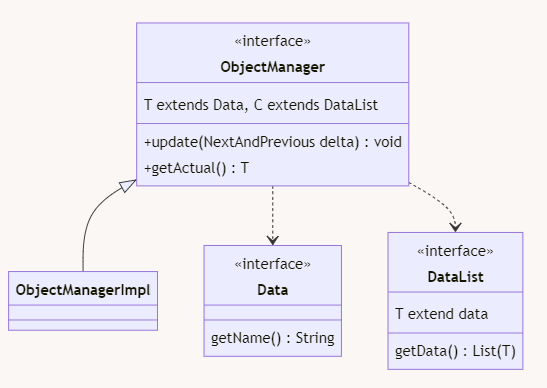 «interface»
ObjectManager
T extends Data, C extends DataList
+update(NextAndPrevious delta) : void
+getActual() : T
ObjectManagerImpl
«interface»
Data
getName() : String
«interface»
DataList
T extend data
getData() : List(T)